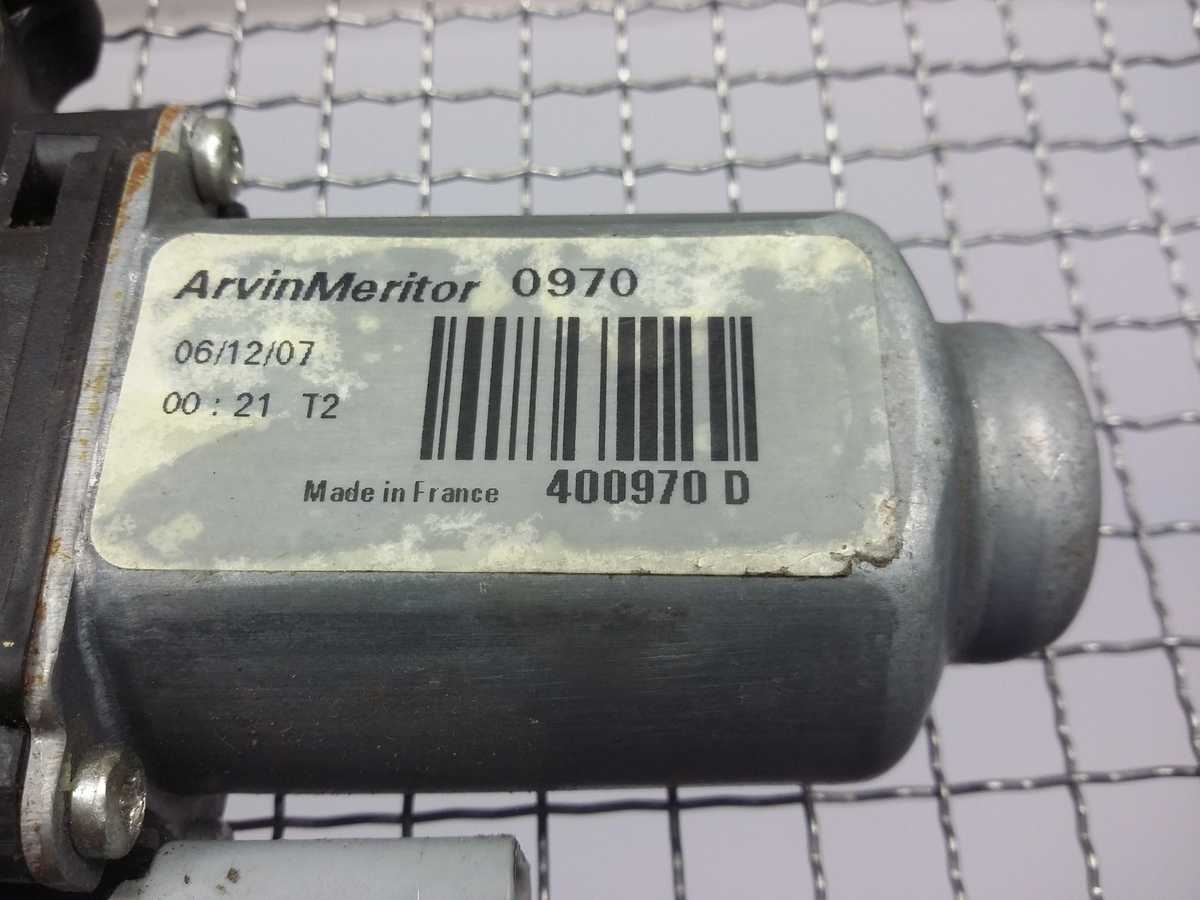 ArvinMeritor 0970
06/12/07
00 : 21 T2
Made in France 400970 D